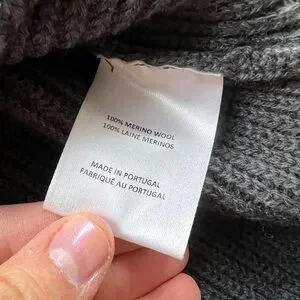 100% MERINO WOOL
100% LAINE MERINOS
MADE IN PORTUGAL
FABRIQUÉ AU PORTUGAL